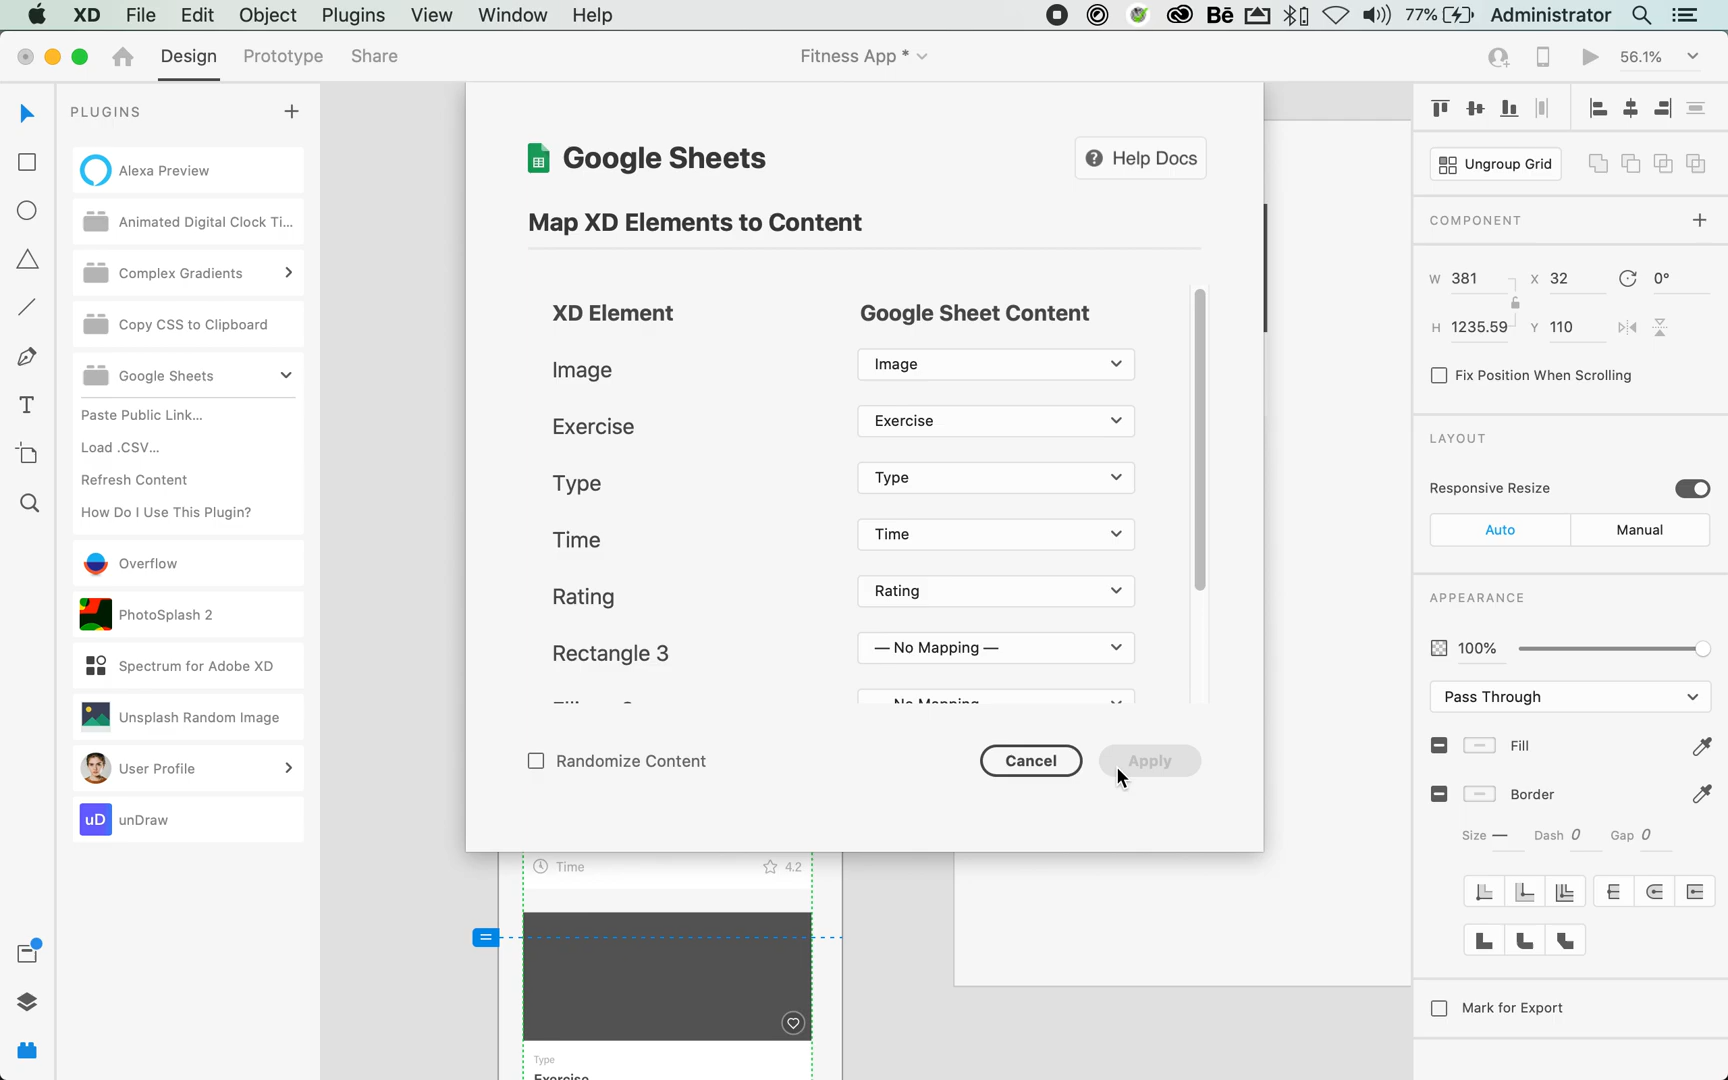 XD File Edit Object Plugins View Window Help Bē 77% Administrator
Design Prototype Share Fitness App * 56.1%
PLUGINS
Alexa Preview
Animated Digital Clock Ti...
Complex Gradients
Copy CSS to Clipboard
Google Sheets
Paste Public Link...
Load .CSV...
Refresh Content
How Do I Use This Plugin?
Overflow
PhotoSplash 2
Spectrum for Adobe XD
Unsplash Random Image
User Profile
uD unDraw
Google Sheets
Help Docs
Map XD Elements to Content
XD Element Google Sheet Content
Image Image
Exercise Exercise
Type Type
Time Time
Rating Rating
Rectangle 3 — No Mapping —
No Mapping
Randomize Content
Cancel
Apply
Time 4.2
Type
Exercise
Ungroup Grid
COMPONENT
W 381 X 32 0°
H 1235.59 Y 110
Fix Position When Scrolling
LAYOUT
Responsive Resize
Auto Manual
APPEARANCE
100%
Pass Through
Fill
Border
Size — Dash 0 Gap 0
Mark for Export